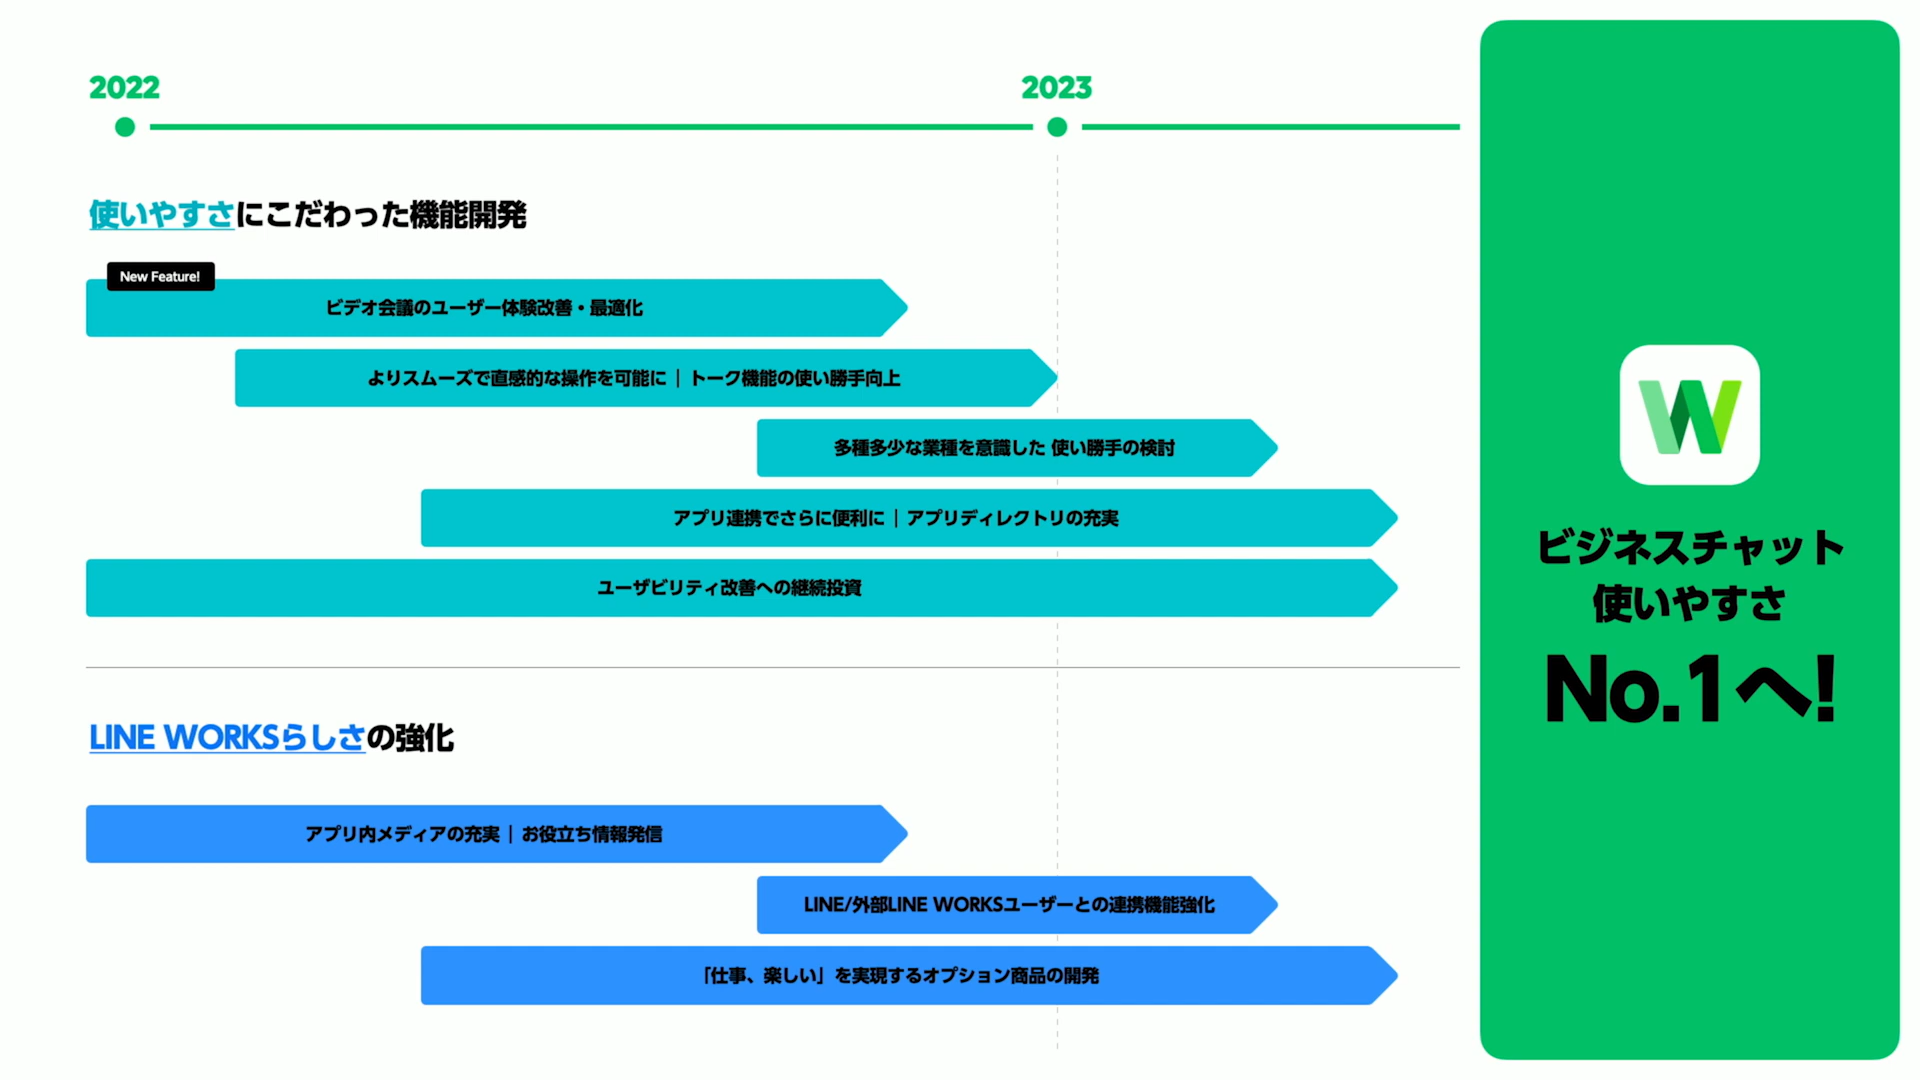 2022
2023
使いやすさにこだわった機能開発
New Feature!
ビデオ会議のユーザー体験改善・最適化
よりスムーズで直感的な操作を可能に｜トーク機能の使い勝手向上
多種多少な業種を意識した 使い勝手の検討
アプリ連携でさらに便利に｜アプリディレクトリの充実
ユーザビリティ改善への継続投資
LINE WORKSらしさの強化
アプリ内メディアの充実｜お役立ち情報発信
LINE/外部LINE WORKSユーザーとの連携機能強化
「仕事、楽しい」を実現するオプション商品の開発
W
ビジネスチャット
使いやすさ
No.1へ!